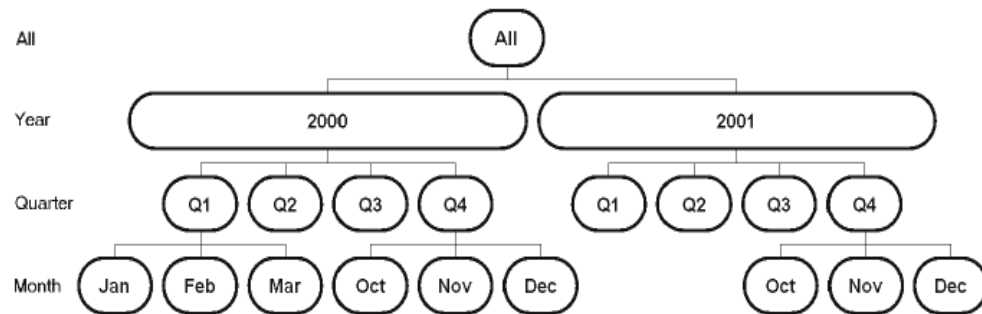 All All
Year 2000 2001
Quarter Q1 Q2 Q3 Q4 Q1 Q2 Q3 Q4
Month Jan Feb Mar Oct Nov Dec Oct Nov Dec